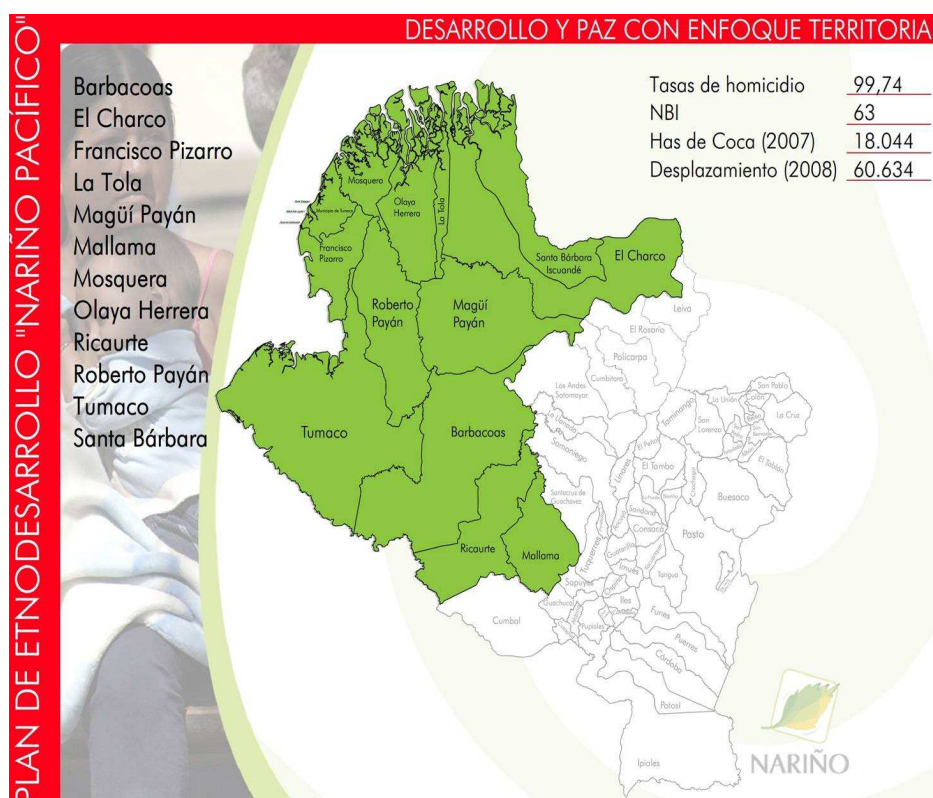 DESARROLLO Y PAZ CON ENFOQUE TERRITORIA
PLAN DE ETNODESARROLLO "NARIÑO PACÍFICO"
Barbacoas
El Charco
Francisco Pizarro
La Tola
Magüí Payán
Mallama
Mosquera
Olaya Herrera
Ricaurte
Roberto Payán
Tumaco
Santa Bárbara
Tasas de homicidio 99,74
NBI 63
Has de Coca (2007) 18.044
Desplazamiento (2008) 60.634
Mosquera
Olaya
Herrera
La Tola
Municipio de Tumaco
Francisco
Pizarro
Santa Bárbara
Iscuandé
El Charco
Roberto
Payán
Magüí
Payán
Leiva
El Rosario
Policarpa
Cumbitara
Los Andes
Sotomayor
La Llanada
Samaniego
Linares
El Peñol
Taminango
San
Lorenzo
La Unión
Colón
San Pablo
La Cruz
El Tablón
Tumaco
Barbacoas
El Tambo
Buesaco
Santacruz de
Guachavez
Sandoná
Consacá
Pasto
Ricaurte
Mallama
Tuquerres
Guaitarilla
Imués
Tangua
Sapuyes
Guachucal
Iles
Funes
Cumbal
Pupiales
Puerres
Córdoba
Potosí
Ipiales
NARIÑO